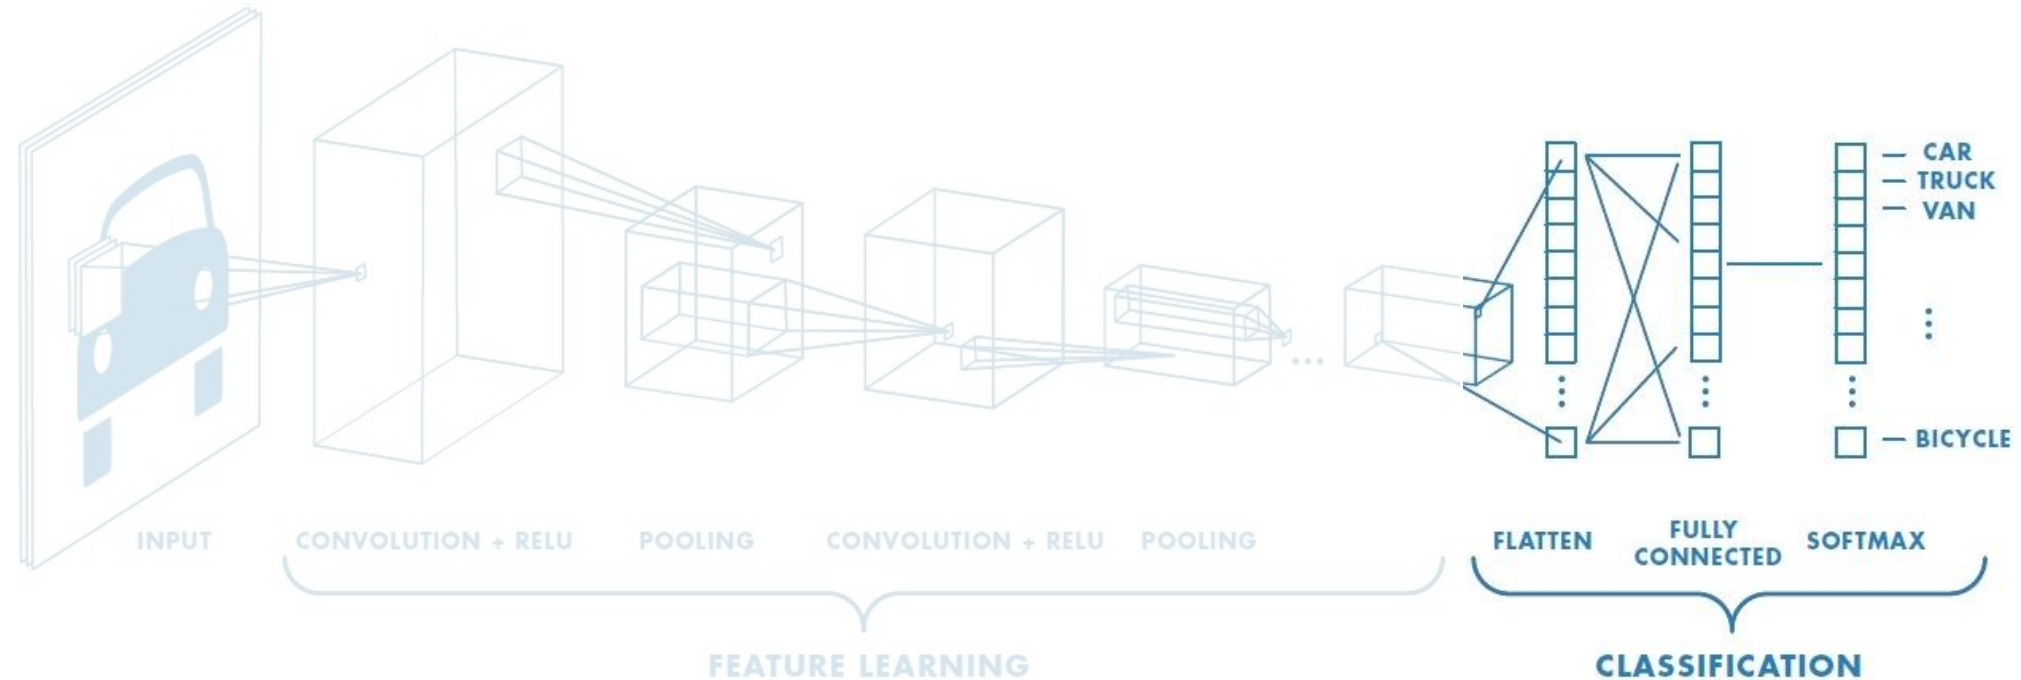 CAR
TRUCK
VAN
BICYCLE
INPUT
CONVOLUTION + RELU
POOLING
CONVOLUTION + RELU
POOLING
FLATTEN
FULLY
CONNECTED
SOFTMAX
FEATURE LEARNING
CLASSIFICATION